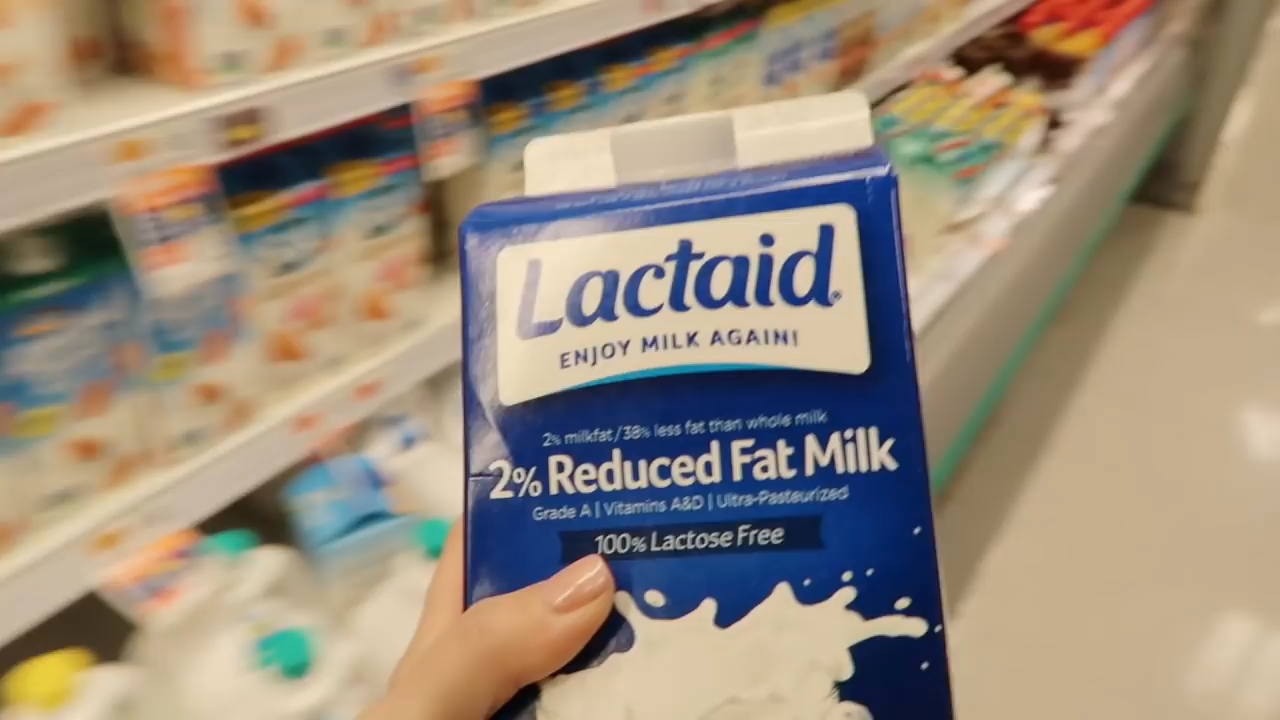 Lactaid
ENJOY MILK AGAIN!
2% milkfat/38% less fat than whole milk
2% Reduced Fat Milk
Grade A | Vitamins A&D | Ultra-Pasteurized
100% Lactose Free